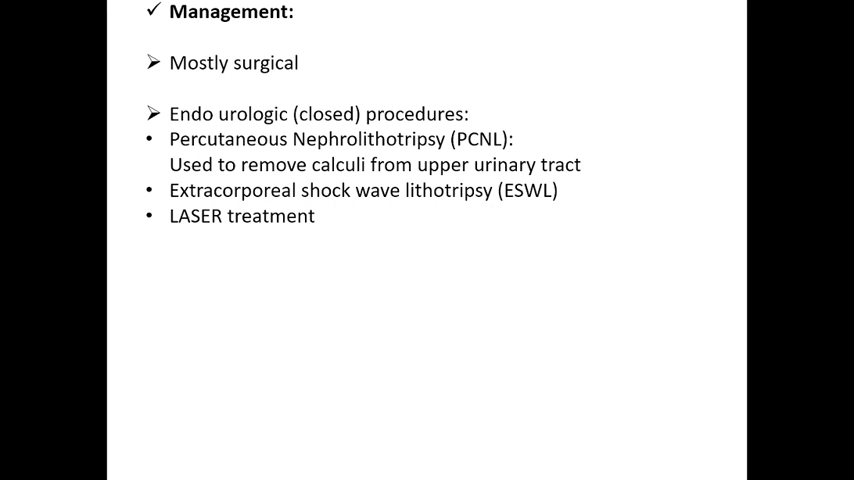 ✓ Management:
➢ Mostly surgical
➢ Endo urologic (closed) procedures:
• Percutaneous Nephrolithotripsy (PCNL):
Used to remove calculi from upper urinary tract
• Extracorporeal shock wave lithotripsy (ESWL)
• LASER treatment